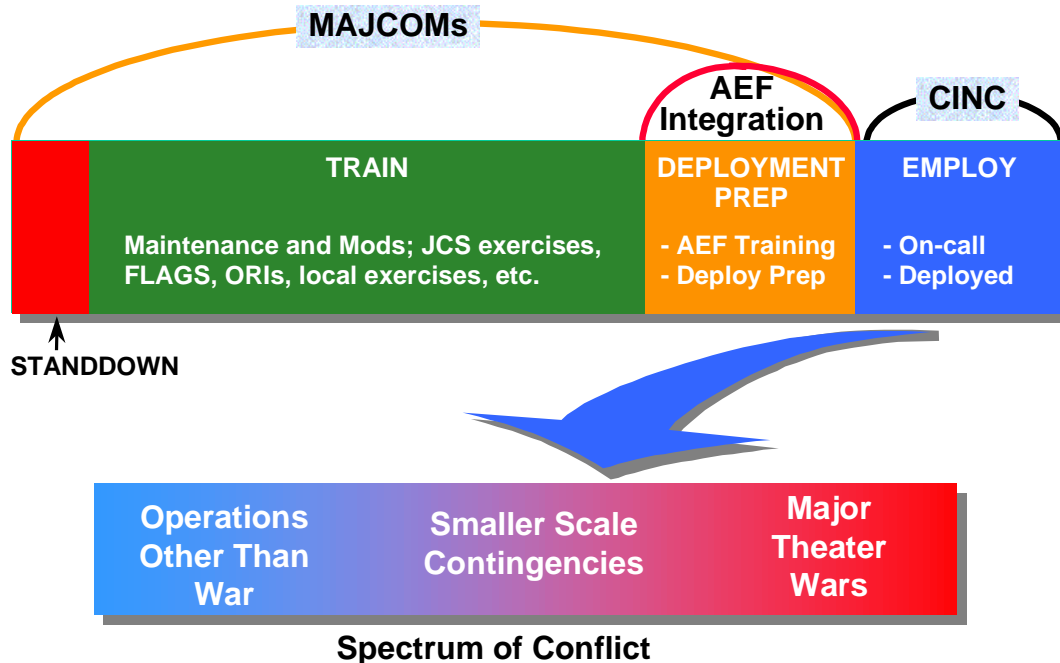 MAJCOMs
AEF
Integration
CINC
TRAIN
Maintenance and Mods; JCS exercises,
FLAGS, ORIs, local exercises, etc.
DEPLOYMENT
PREP
- AEF Training
- Deploy Prep
EMPLOY
- On-call
- Deployed
STANDDOWN
Operations
Other Than
War
Smaller Scale
Contingencies
Major
Theater
Wars
Spectrum of Conflict